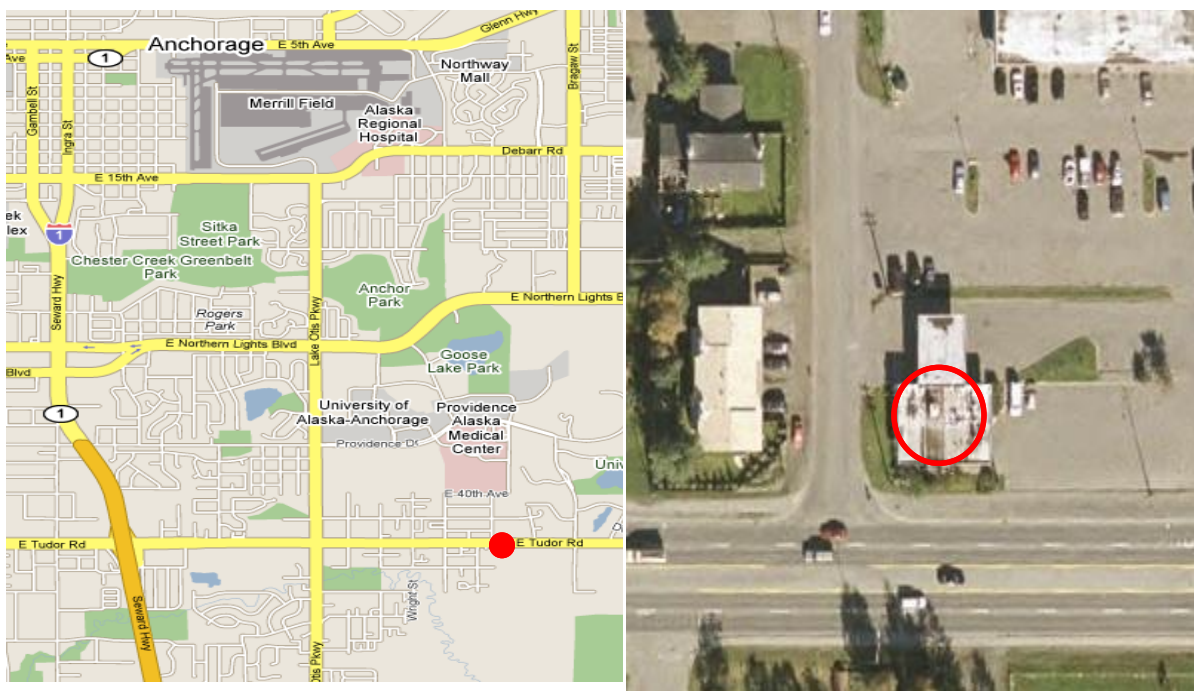 Glenn Hwy
Anchorage
E 5th Ave
Ave
1
Northway
Mall
Bragaw St
Gambell St
Ingra St
Merrill Field
Alaska
Regional
Hospital
Debarr Rd
E 15th Ave
ek
lex
1
Sitka
Street Park
Chester Creek Greenbelt
Park
Anchor
Park
E Northern Lights B
Seward Hwy
Rogers
Park
Lake Otis Pkwy
E Northern Lights Blvd
Goose
Lake Park
Blvd
1
University of
Alaska-Anchorage
Providence
Alaska
Medical
Center
Providence Dr
Univ
E 40th Ave
E Tudor Rd
E Tudor Rd
Wright St
Seward Hwy
Otis Pkwy